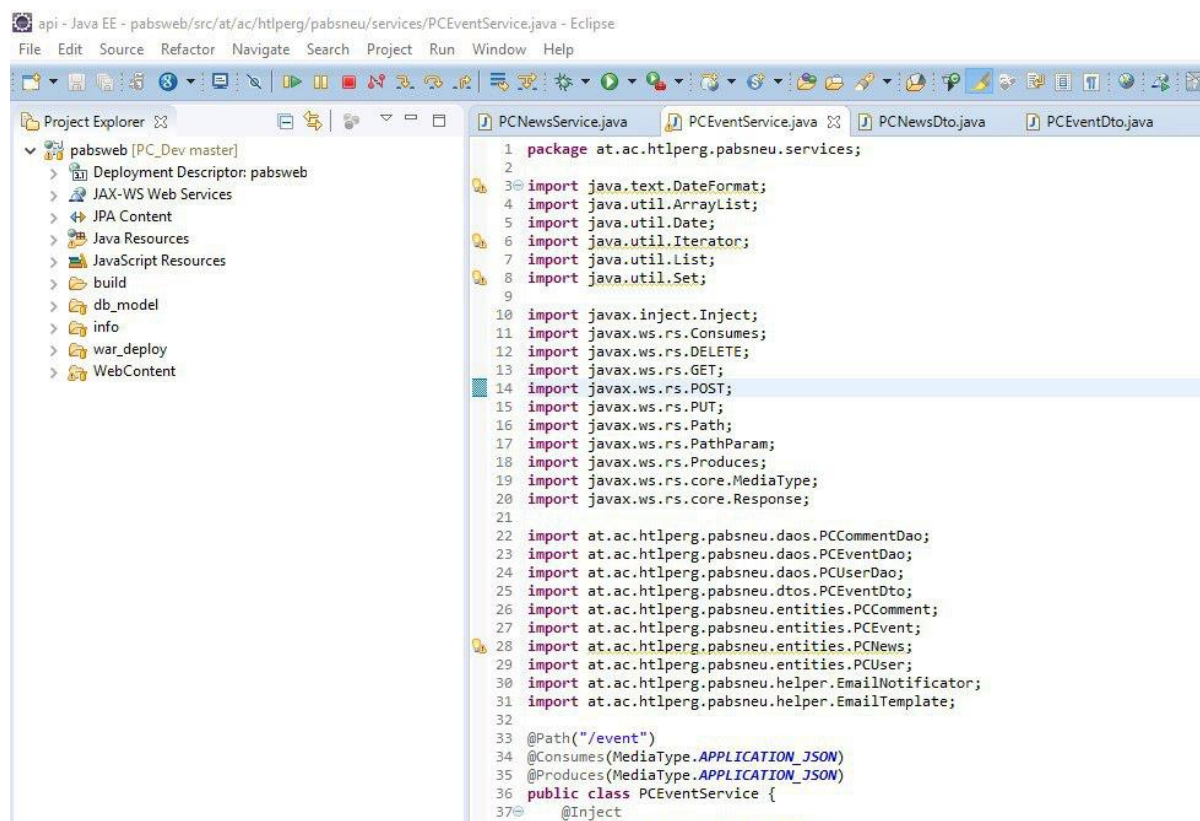 api - Java EE - pabsweb/src/at/ac/htlperg/pabsneu/services/PCEventService.java - Eclipse
File Edit Source Refactor Navigate Search Project Run Window Help
Project Explorer
pabsweb [PC_Dev master]
Deployment Descriptor: pabsweb
JAX-WS Web Services
JPA Content
Java Resources
JavaScript Resources
build
db_model
info
war_deploy
WebContent
PCNewsService.java PCEventService.java PCNewsDto.java PCEventDto.java
1 package at.ac.htlperg.pabsneu.services;
2
3 import java.text.DateFormat;
4 import java.util.ArrayList;
5 import java.util.Date;
6 import java.util.Iterator;
7 import java.util.List;
8 import java.util.Set;
9
10 import javax.inject.Inject;
11 import javax.ws.rs.Consumes;
12 import javax.ws.rs.DELETE;
13 import javax.ws.rs.GET;
14 import javax.ws.rs.POST;
15 import javax.ws.rs.PUT;
16 import javax.ws.rs.Path;
17 import javax.ws.rs.PathParam;
18 import javax.ws.rs.Produces;
19 import javax.ws.rs.core.MediaType;
20 import javax.ws.rs.core.Response;
21
22 import at.ac.htlperg.pabsneu.daos.PCCommentDao;
23 import at.ac.htlperg.pabsneu.daos.PCEventDao;
24 import at.ac.htlperg.pabsneu.daos.PCUserDao;
25 import at.ac.htlperg.pabsneu.dtos.PCEventDto;
26 import at.ac.htlperg.pabsneu.entities.PCComment;
27 import at.ac.htlperg.pabsneu.entities.PCEvent;
28 import at.ac.htlperg.pabsneu.entities.PCNews;
29 import at.ac.htlperg.pabsneu.entities.PCUser;
30 import at.ac.htlperg.pabsneu.helper.EmailNotificator;
31 import at.ac.htlperg.pabsneu.helper.EmailTemplate;
32
33 @Path("/event")
34 @Consumes(MediaType.APPLICATION_JSON)
35 @Produces(MediaType.APPLICATION_JSON)
36 public class PCEventService {
37 @Inject